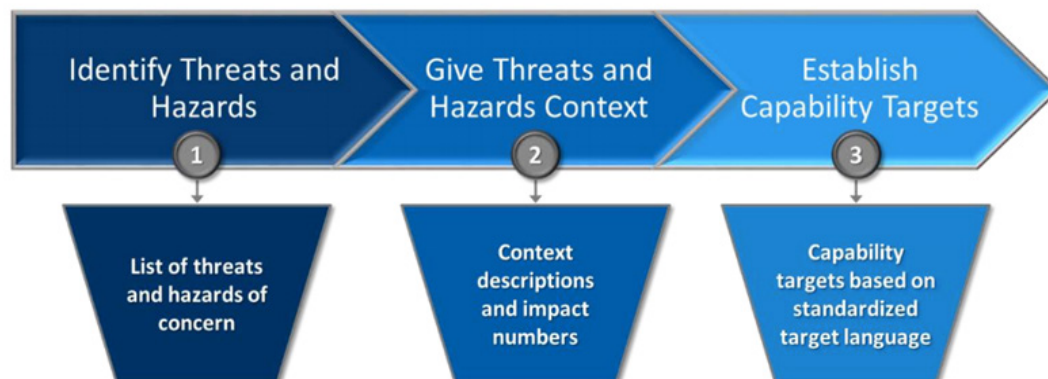 Identify Threats and
Hazards
1
Give Threats and
Hazards Context
2
Establish
Capability Targets
3
List of threats
and hazards of
concern
Context
descriptions
and impact
numbers
Capability
targets based on
standardized
target language